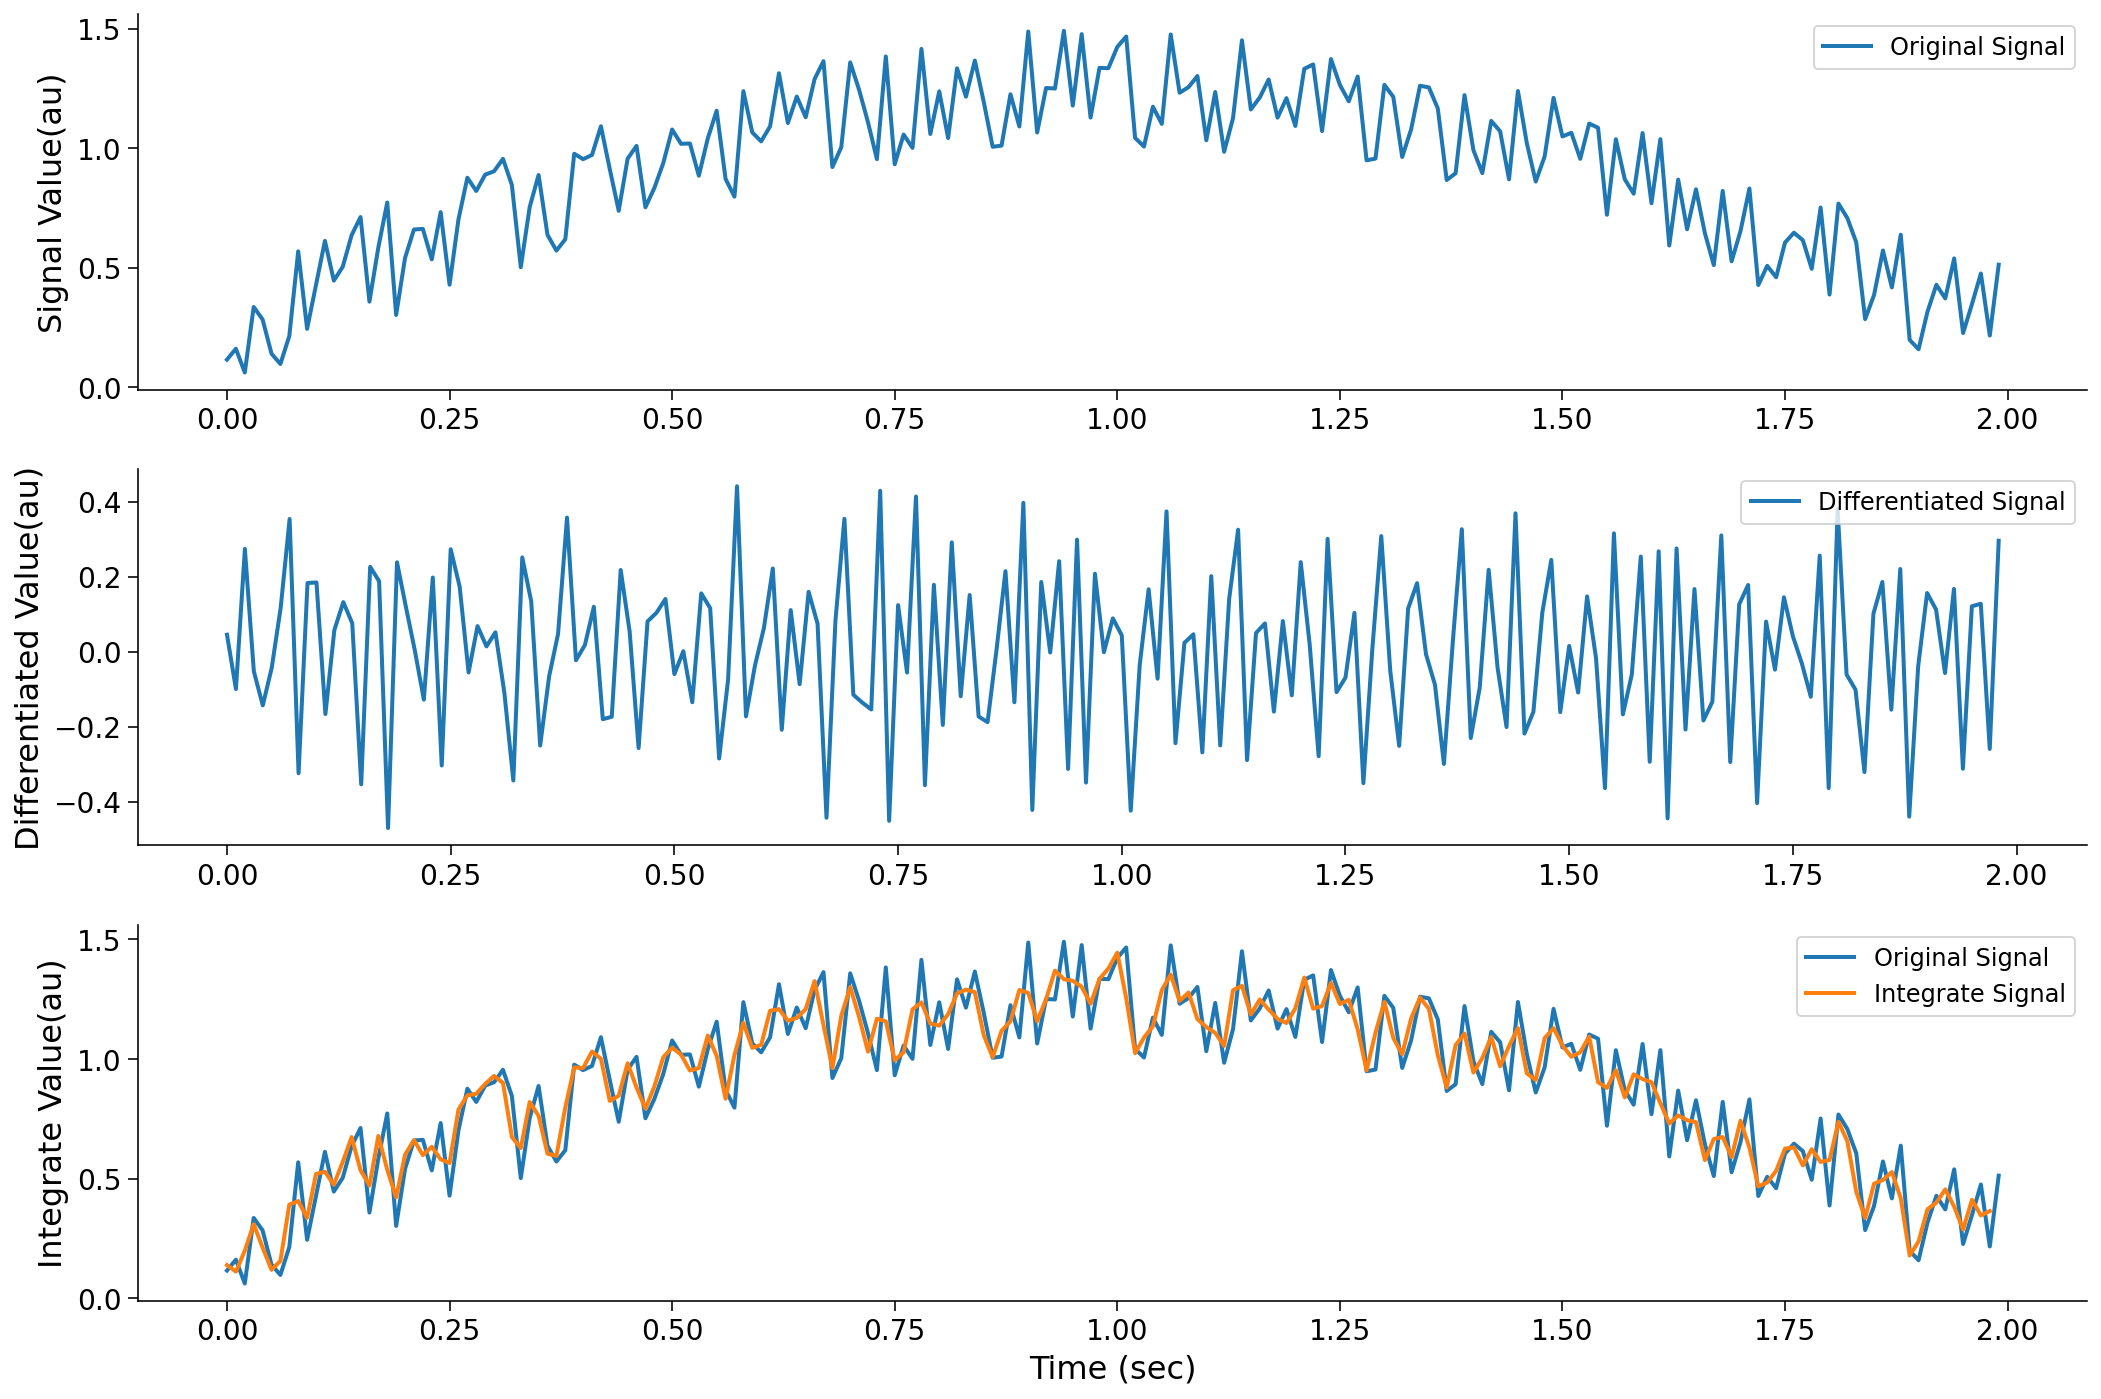 Signal Value(au)
1.5
1.0
0.5
0.0
Original Signal
0.00 0.25 0.50 0.75 1.00 1.25 1.50 1.75 2.00
Differentiated Value(au)
0.4
0.2
0.0
−0.2
−0.4
Differentiated Signal
0.00 0.25 0.50 0.75 1.00 1.25 1.50 1.75 2.00
Integrate Value(au)
1.5
1.0
0.5
0.0
Original Signal
Integrate Signal
0.00 0.25 0.50 0.75 1.00 1.25 1.50 1.75 2.00
Time (sec)